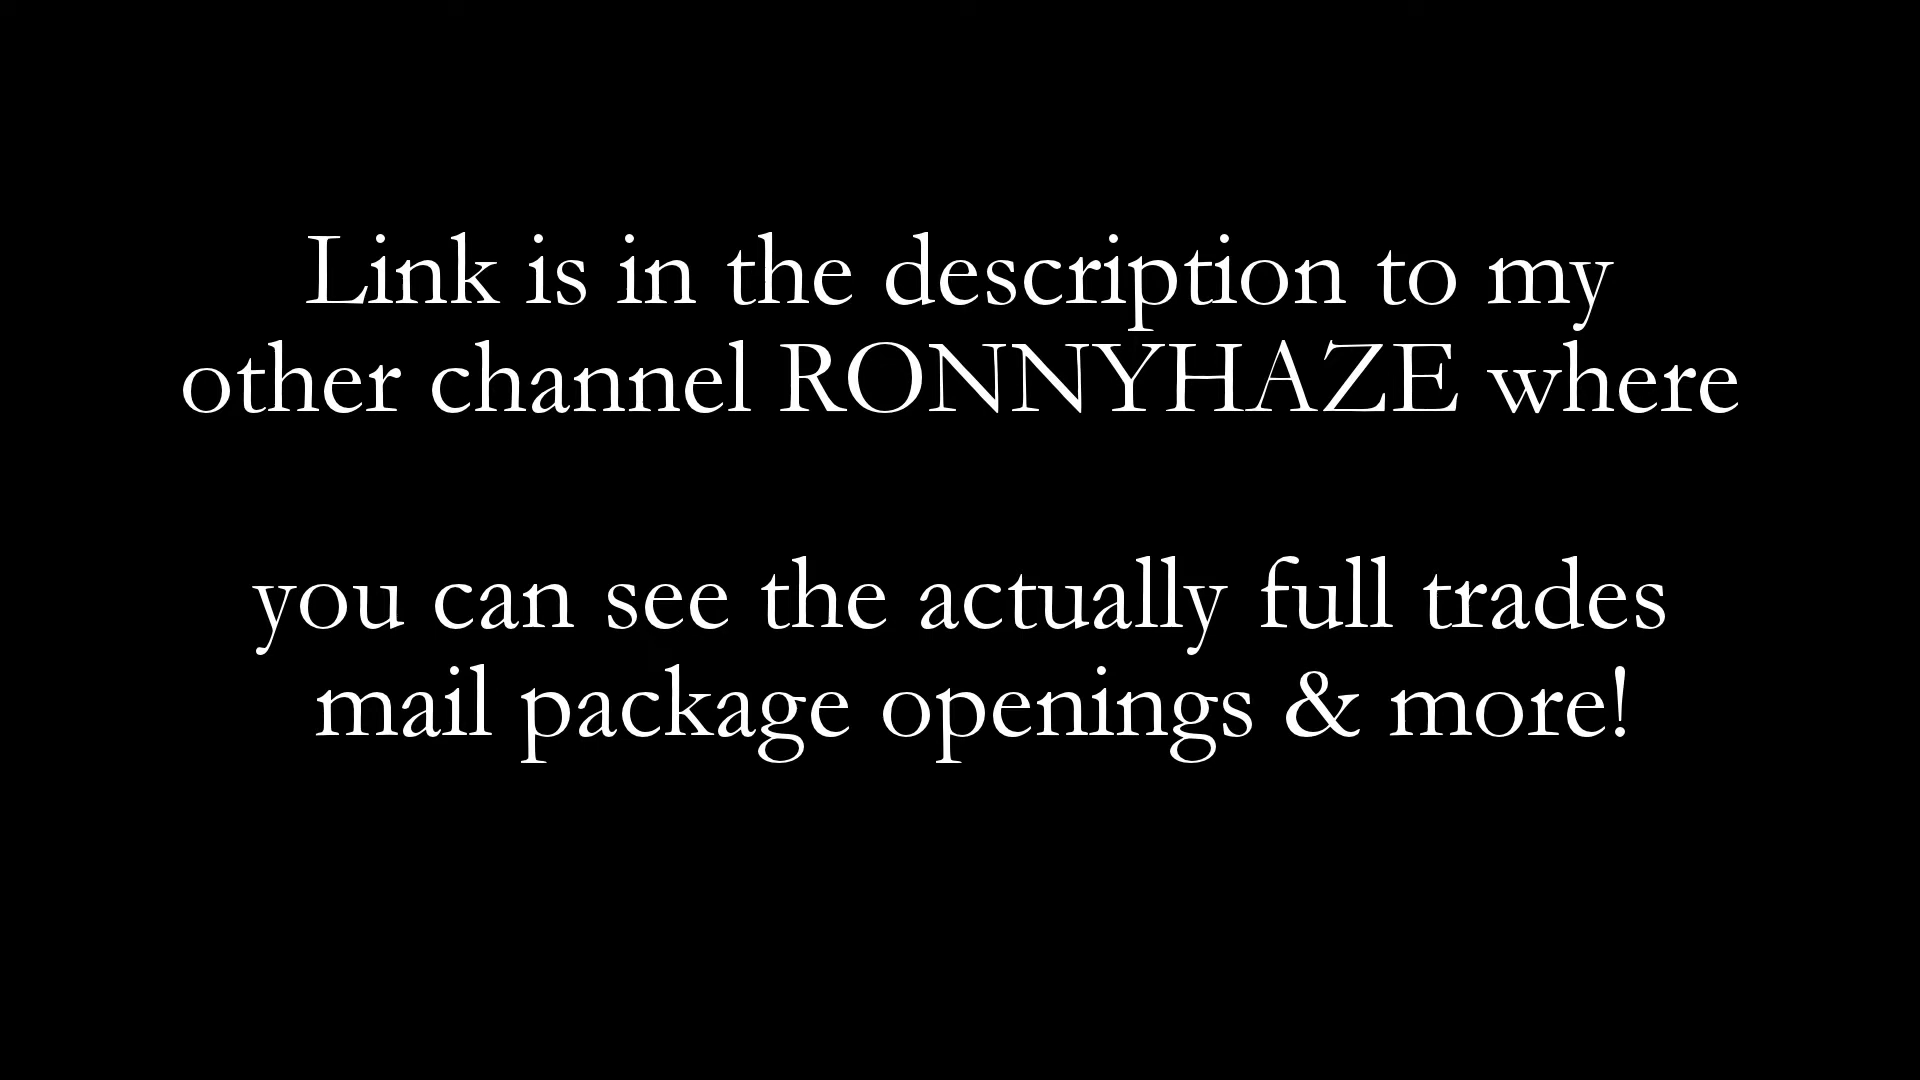 Link is in the description to my
other channel RONNYHAZE where
you can see the actually full trades
mail package openings & more!